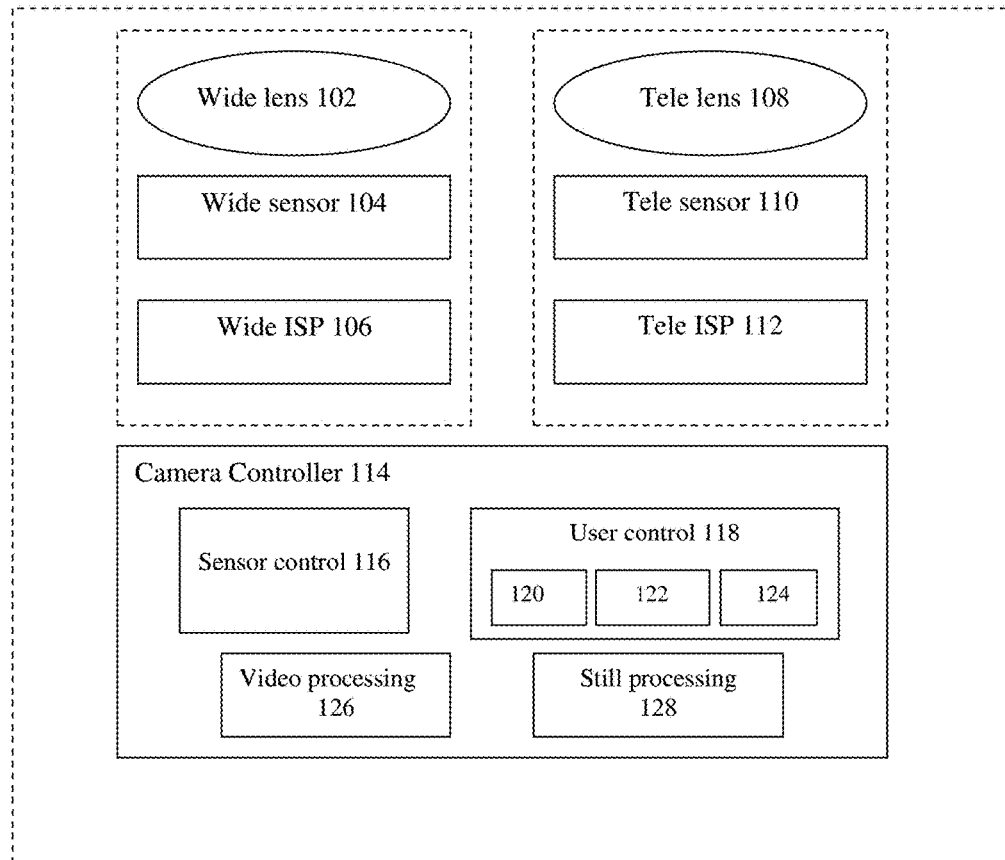 Wide lens 102
Tele lens 108
Wide sensor 104
Tele sensor 110
Wide ISP 106
Tele ISP 112
Camera Controller 114
Sensor control 116
User control 118
120
122
124
Video processing
126
Still processing
128